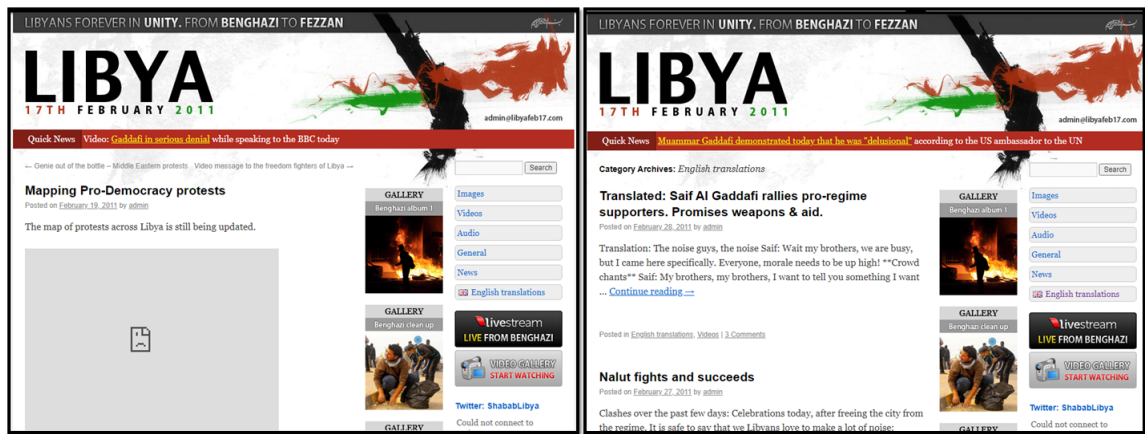 LIBYANS FOREVER IN UNITY. FROM BENGHAZI TO FEZZAN
LIBYA
17TH FEBRUARY 2011
admin@libyafeb17.com
Quick News Video: Gaddafi in serious denial while speaking to the BBC today
← Genie out of the bottle – Middle Eastern protests Video message to the freedom fighters of Libya →
Mapping Pro-Democracy protests
Posted on February 19, 2011 by admin
The map of protests across Libya is still being updated.
GALLERY
Benghazi album 1
GALLERY
Benghazi clean up
GALLERY
Search
Images
Videos
Audio
General
News
English translations
livestream
LIVE FROM BENGHAZI
VIDEO GALLERY
START WATCHING
Twitter: ShababLibya
Could not connect to
LIBYANS FOREVER IN UNITY. FROM BENGHAZI TO FEZZAN
LIBYA
17TH FEBRUARY 2011
admin@libyafeb17.com
Quick News Muammar Gaddafi demonstrated today that he was "delusional" according to the US ambassador to the UN
Category Archives: English translations
Translated: Saif Al Gaddafi rallies pro-regime
supporters. Promises weapons & aid.
Posted on February 28, 2011 by admin
Translation: The noise guys, the noise Saif: Wait my brothers, we are busy,
but I came here specifically. Everyone, morale needs to be up high! **Crowd
chants** Saif: My brothers, my brothers, I want to tell you something I want
... Continue reading →
Posted in English translations, Videos | 3 Comments
Nalut fights and succeeds
Posted on February 27, 2011 by admin
Clashes over the past few days: Celebrations today, after freeing the city from
the regime. It is safe to say that we Libyans love to make a lot of noise:
GALLERY
Benghazi album 1
GALLERY
Benghazi clean up
GALLERY
Search
Images
Videos
Audio
General
News
English translations
livestream
LIVE FROM BENGHAZI
VIDEO GALLERY
START WATCHING
Twitter: ShababLibya
Could not connect to